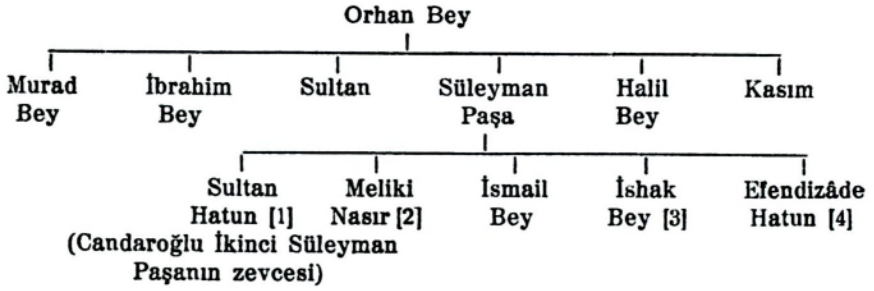 Orhan Bey
Murad Bey
İbrahim Bey
Sultan
Süleyman Paşa
Halil Bey
Kasım
Sultan Hatun [1]
(Candaroğlu İkinci Süleyman Paşanın zevcesi)
Meliki Nasır [2]
İsmail Bey
İshak Bey [3]
Efendizâde Hatun [4]